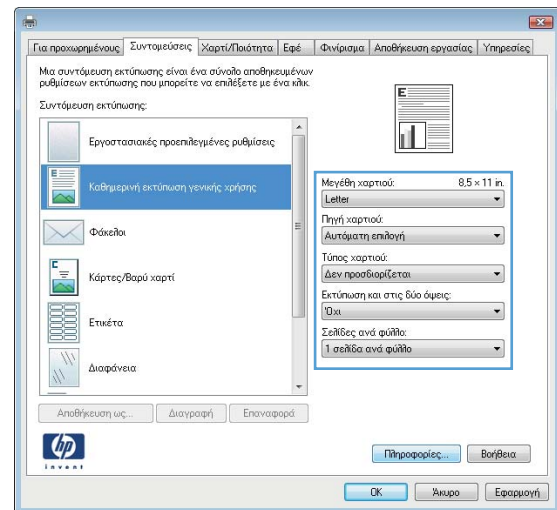 Για προχωρημένους Συντομεύσεις Χαρτί/Ποιότητα Εφέ Φινίρισμα Αποθήκευση εργασίας Υπηρεσίες
Μια συντόμευση εκτύπωσης είναι ένα σύνολο αποθηκευμένων
ρυθμίσεων εκτύπωσης που μπορείτε να επιλέξετε με ένα κλικ.
Συντόμευση εκτύπωσης:
Εργοστασιακές προεπιλεγμένες ρυθμίσεις
Καθημερινή εκτύπωση γενικής χρήσης
Φάκελοι
Κάρτες/Βαρύ χαρτί
Ετικέτα
Διαφάνεια
Αποθήκευση ως... Διαγραφή Επαναφορά
E
Μεγέθη χαρτιού: 8,5 × 11 in.
Letter
Πηγή χαρτιού:
Αυτόματη επιλογή
Τύπος χαρτιού:
Δεν προσδιορίζεται
Εκτύπωση και στις δύο όψεις:
Όχι
Σελίδες ανά φύλλο:
1 σελίδα ανά φύλλο
hp
invent
Πληροφορίες... Βοήθεια
OK Άκυρο Εφαρμογή